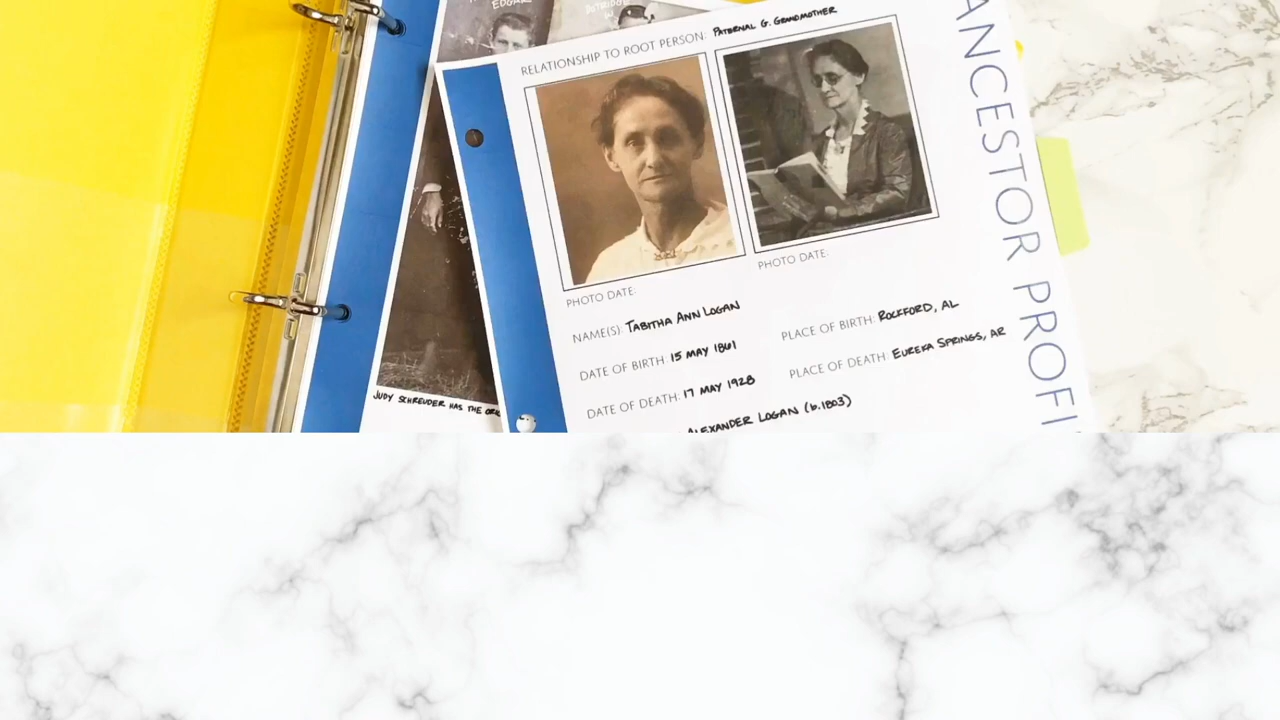 EDGAR
RELATIONSHIP TO ROOT PERSON: PATERNAL G. GRANDMOTHER
ANCESTOR PROFI
PHOTO DATE:
PHOTO DATE:
NAME(S): TABITHA ANN LOGAN
DATE OF BIRTH: 15 MAY 1861
PLACE OF BIRTH: ROCKFORD, AL
DATE OF DEATH: 17 MAY 1928
PLACE OF DEATH: EUREKA SPRINGS, AR
ALEXANDER LOGAN (b.1803)
JUDY SCHREUDER HAS THE